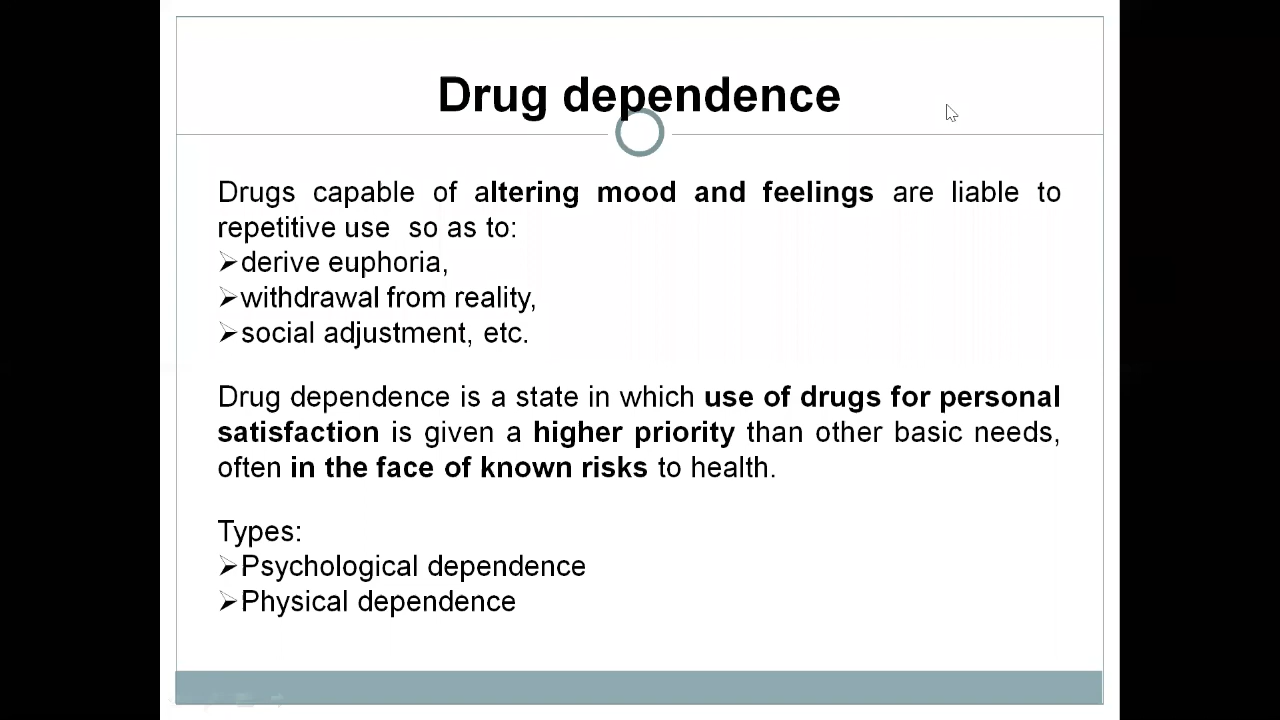 Drug dependence
Drugs capable of altering mood and feelings are liable to
repetitive use so as to:
➢derive euphoria,
➢withdrawal from reality,
➢social adjustment, etc.
Drug dependence is a state in which use of drugs for personal
satisfaction is given a higher priority than other basic needs,
often in the face of known risks to health.
Types:
➢Psychological dependence
➢Physical dependence